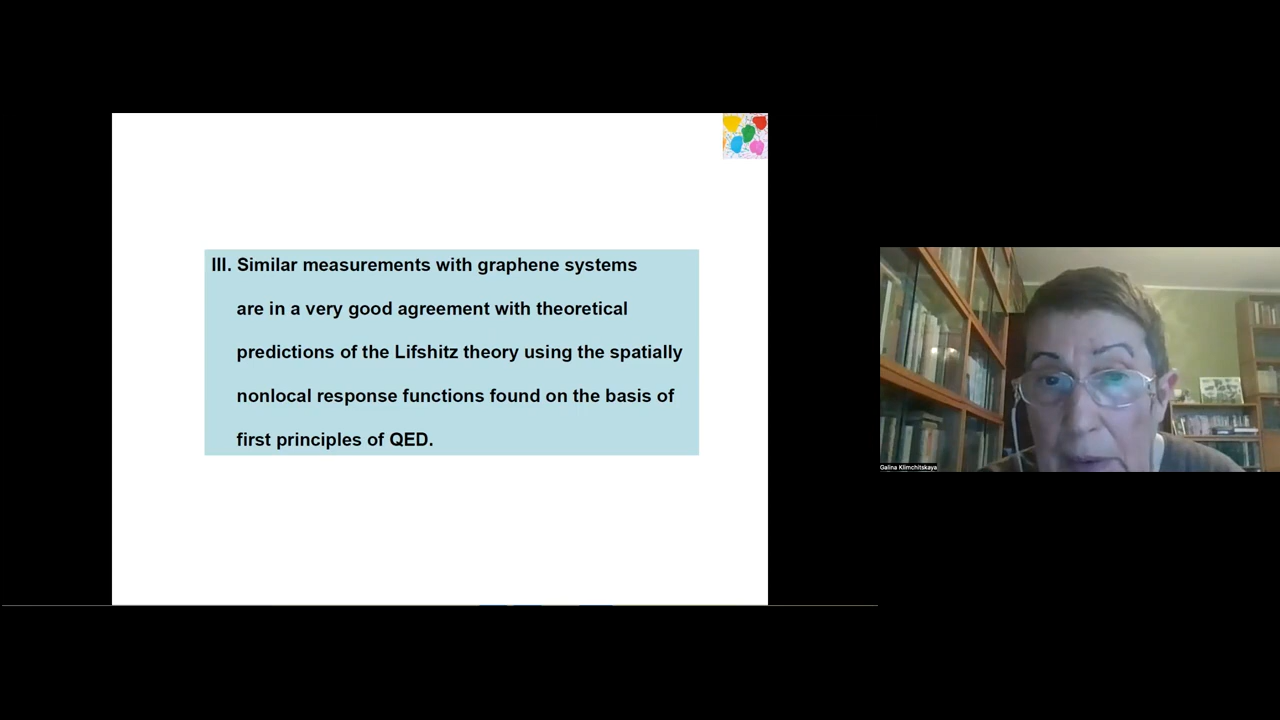 III. Similar measurements with graphene systems
are in a very good agreement with theoretical
predictions of the Lifshitz theory using the spatially
nonlocal response functions found on the basis of
first principles of QED.
Galina Klimchitskaya